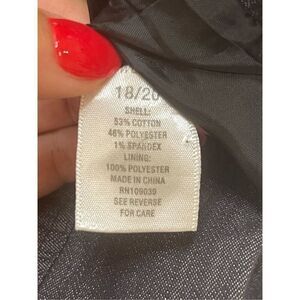 18/20
SHELL:
53% COTTON
46% POLYESTER
1% SPANDEX
LINING:
100% POLYESTER
MADE IN CHINA
RN109039
SEE REVERSE
FOR CARE